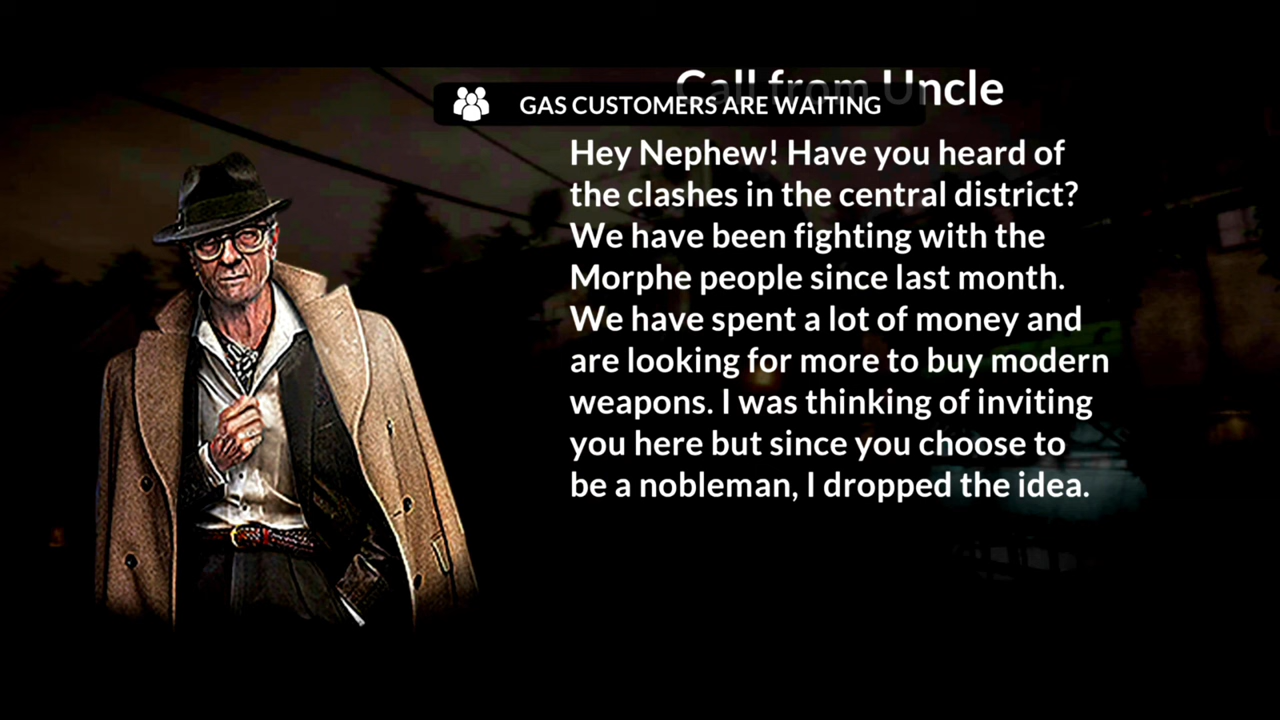 Call from Uncle
GAS CUSTOMERS ARE WAITING
Hey Nephew! Have you heard of
the clashes in the central district?
We have been fighting with the
Morphe people since last month.
We have spent a lot of money and
are looking for more to buy modern
weapons. I was thinking of inviting
you here but since you choose to
be a nobleman, I dropped the idea.